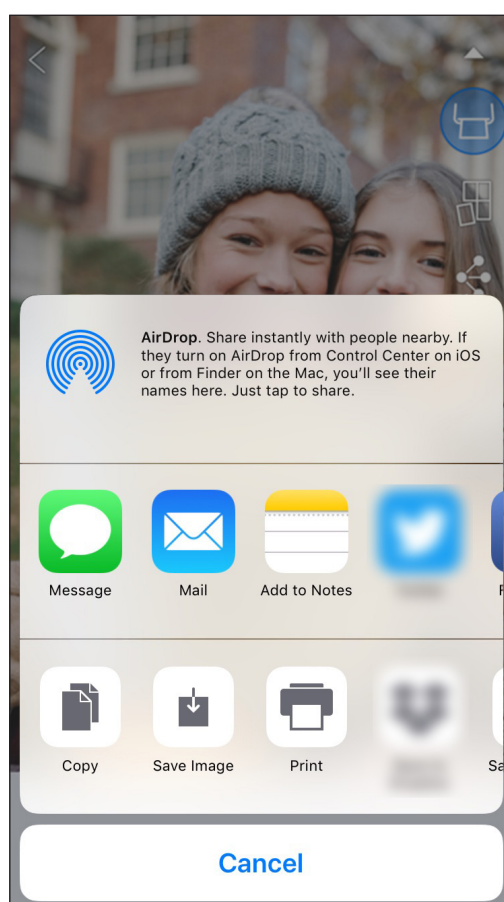 AirDrop. Share instantly with people nearby. If
they turn on AirDrop from Control Center on iOS
or from Finder on the Mac, you’ll see their
names here. Just tap to share.
Message
Mail
Add to Notes
Copy
Save Image
Print
Cancel